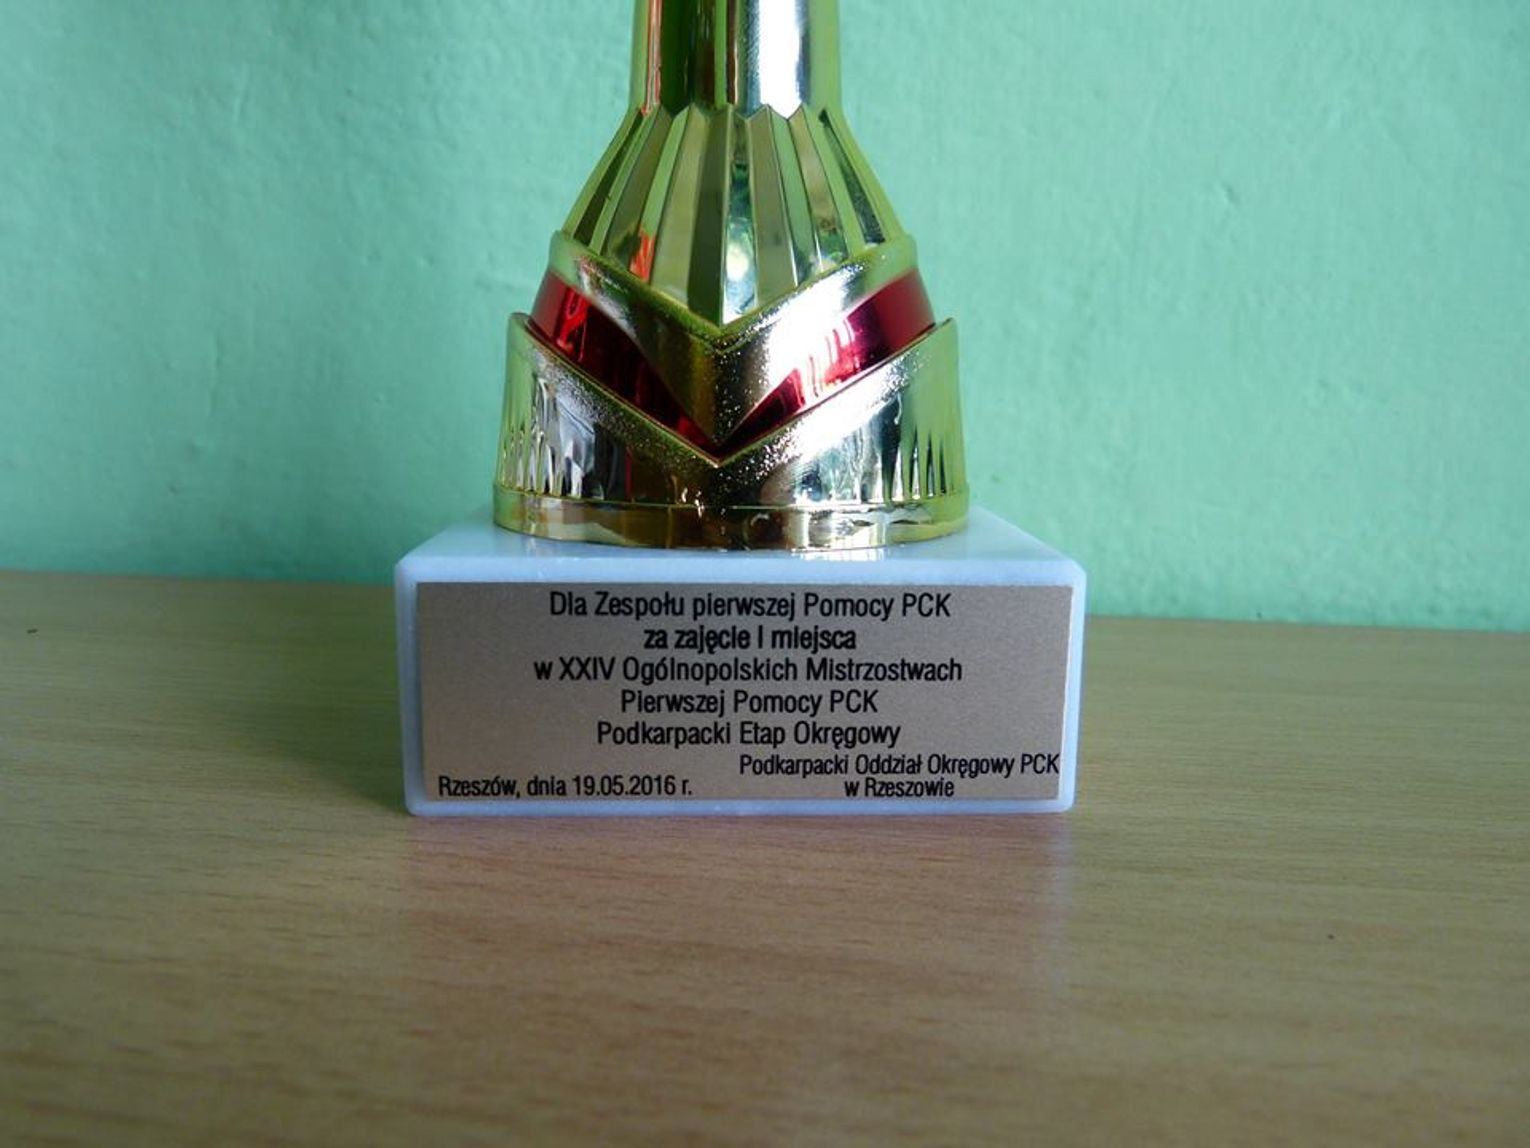 Dla Zespołu pierwszej Pomocy PCK
za zajęcie I miejsca
w XXIV Ogólnopolskich Mistrzostwach
Pierwszej Pomocy PCK
Podkarpacki Etap Okręgowy
Podkarpacki Oddział Okręgowy PCK
Rzeszów, dnia 19.05.2016 r. w Rzeszowie